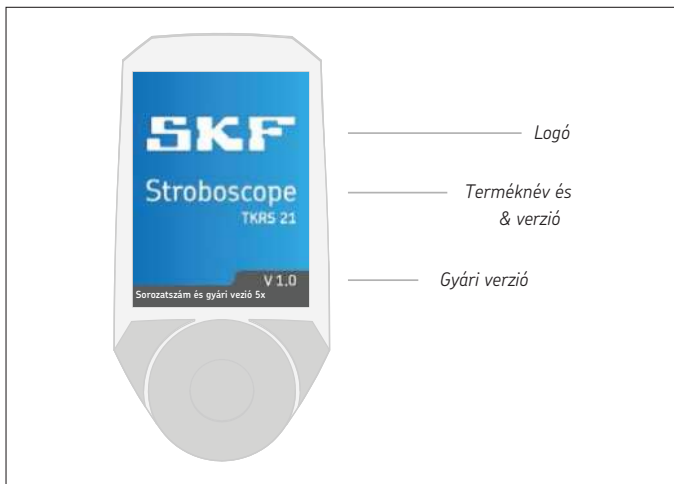 SKF
Logó
Stroboscope
TKRS 21
Terméknév és
& verzió
V 1.0
Gyári verzió
Sorozatszám és gyári vezió 5x